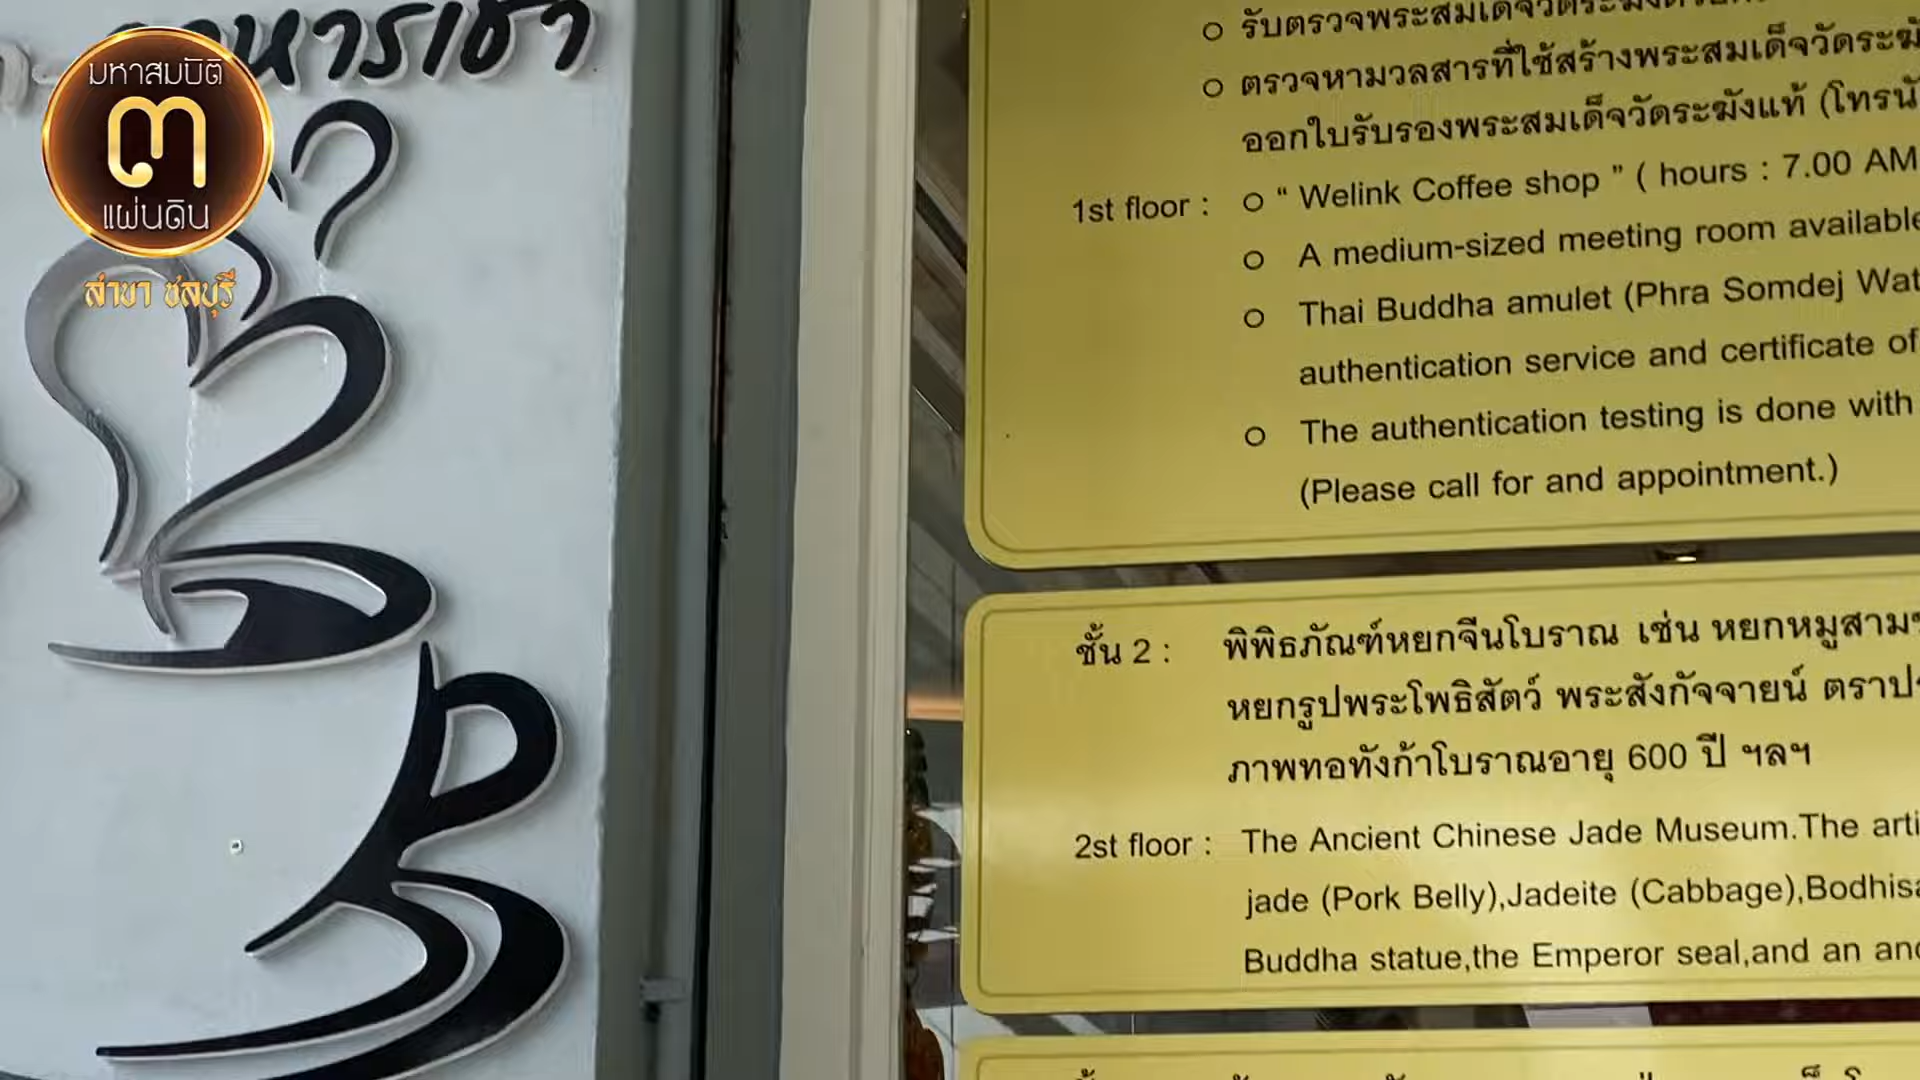 อาหารเช้า
มหาสมบัติ
๓
แผ่นดิน
สาขา ชลบุรี
รับตรวจพระสมเด็จวัดระฆัง
ตรวจหามวลสารที่ใช้สร้างพระสมเด็จวัดระฆัง
ออกใบรับรองพระสมเด็จวัดระฆังแท้ (โทรนั
1st floor : “ Welink Coffee shop ” ( hours : 7.00 AM
A medium-sized meeting room available
Thai Buddha amulet (Phra Somdej Wat
authentication service and certificate of
The authentication testing is done with
(Please call for and appointment.)
ชั้น 2 : พิพิธภัณฑ์หยกจีนโบราณ เช่น หยกหมูสาม
หยกรูปพระโพธิสัตว์ พระสังกัจจายน์ ตราป
ภาพทอทังก้าโบราณอายุ 600 ปี ฯลฯ
2st floor : The Ancient Chinese Jade Museum.The arti
jade (Pork Belly),Jadeite (Cabbage),Bodhisa
Buddha statue,the Emperor seal,and an anc